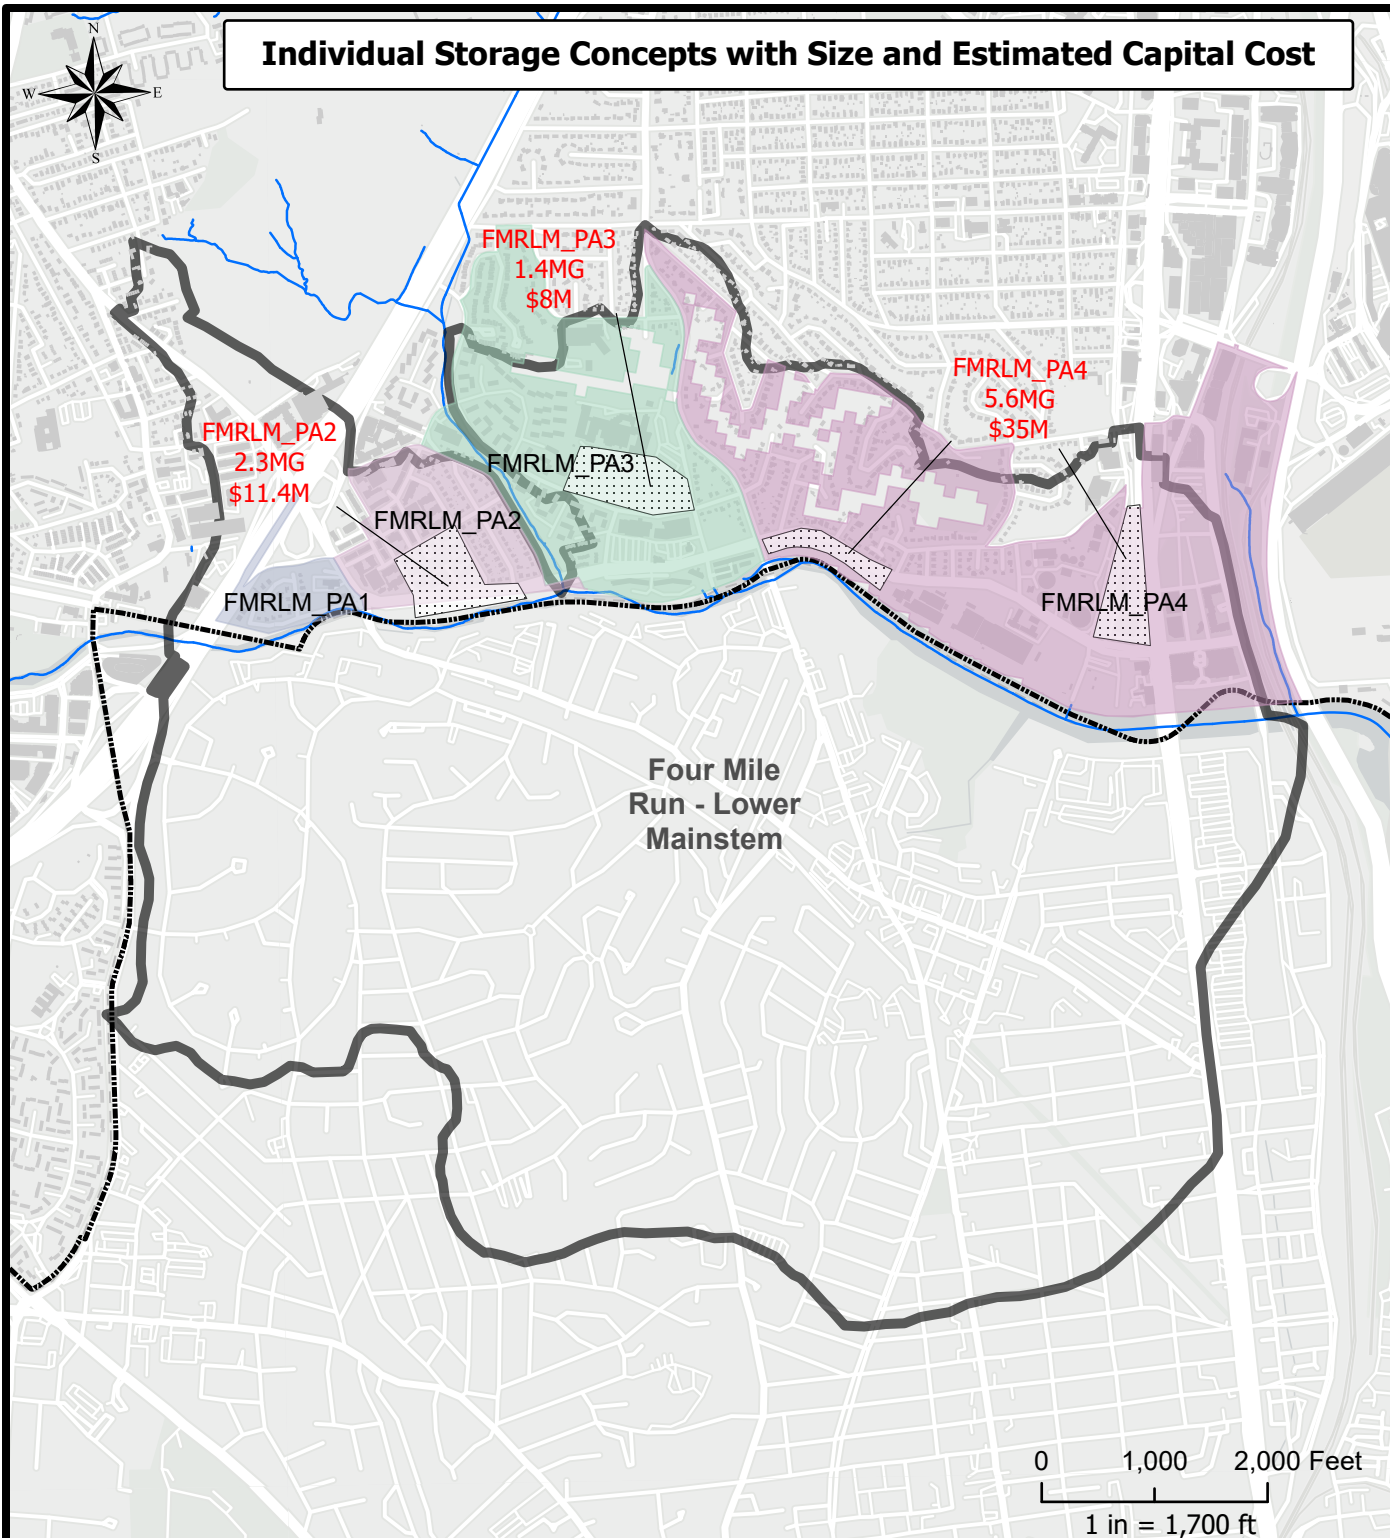 Individual Storage Concepts with Size and Estimated Capital Cost
N
W
E
S
FMRLM_PA3
1.4MG
$8M
FMRLM_PA4
5.6MG
$35M
FMRLM_PA2
2.3MG
$11.4M
FMRLM_PA3
FMRLM_PA2
FMRLM_PA1
FMRLM_PA4
Four Mile
Run - Lower
Mainstem
0 1,000 2,000 Feet
1 in = 1,700 ft